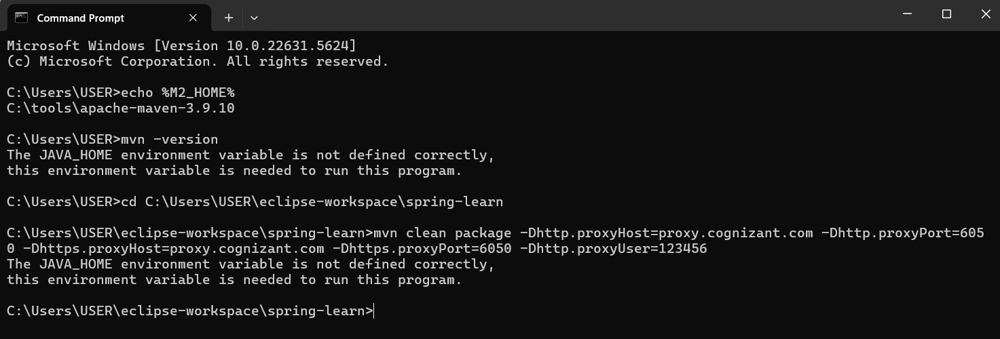 Command Prompt
Microsoft Windows [Version 10.0.22631.5624]
(c) Microsoft Corporation. All rights reserved.
C:\Users\USER>echo %M2_HOME%
C:\tools\apache-maven-3.9.10
C:\Users\USER>mvn -version
The JAVA_HOME environment variable is not defined correctly,
this environment variable is needed to run this program.
C:\Users\USER>cd C:\Users\USER\eclipse-workspace\spring-learn
C:\Users\USER\eclipse-workspace\spring-learn>mvn clean package -Dhttp.proxyHost=proxy.cognizant.com -Dhttp.proxyPort=605
0 -Dhttps.proxyHost=proxy.cognizant.com -Dhttps.proxyPort=6050 -Dhttp.proxyUser=123456
The JAVA_HOME environment variable is not defined correctly,
this environment variable is needed to run this program.
C:\Users\USER\eclipse-workspace\spring-learn>